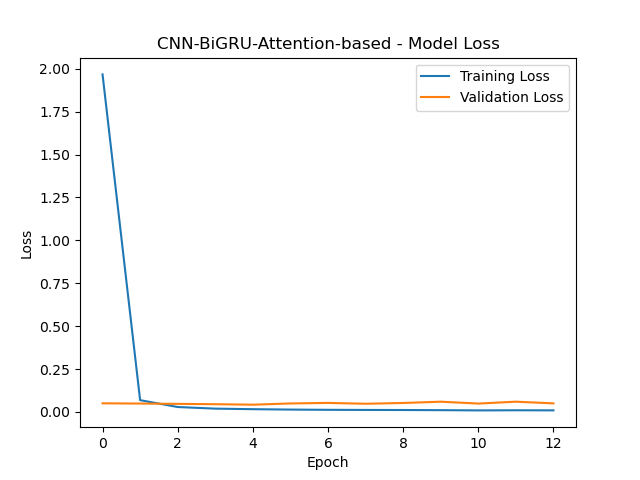 CNN-BiGRU-Attention-based - Model Loss
Training Loss
Validation Loss
2.00
1.75
1.50
1.25
1.00
0.75
0.50
0.25
0.00
Loss
0 2 4 6 8 10 12
Epoch